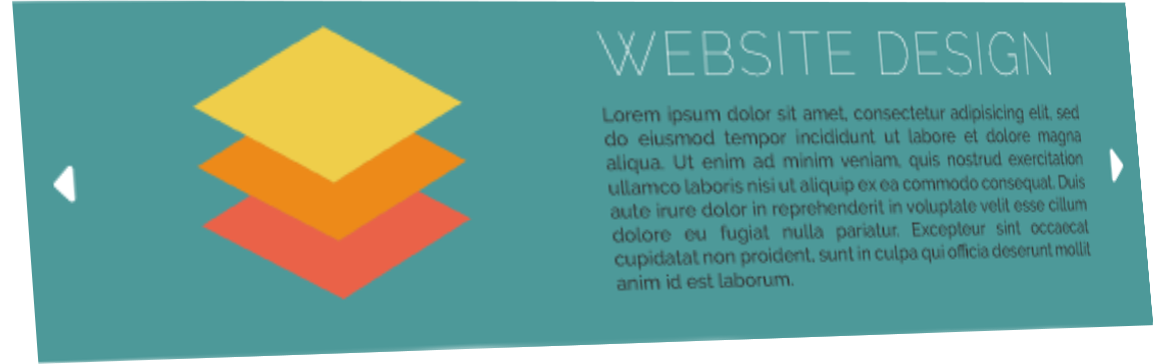 WEBSITE DESIGN
Lorem ipsum dolor sit amet, consectetur adipisicing elit, sed
do eiusmod tempor incididunt ut labore et dolore magna
aliqua. Ut enim ad minim veniam, quis nostrud exercitation
ullamco laboris nisi ut aliquip ex ea commodo consequat. Duis
aute irure dolor in reprehenderit in voluptate velit esse cillum
dolore eu fugiat nulla pariatur. Excepteur sint occaecat
cupidatat non proident, sunt in culpa qui officia deserunt mollit
anim id est laborum.